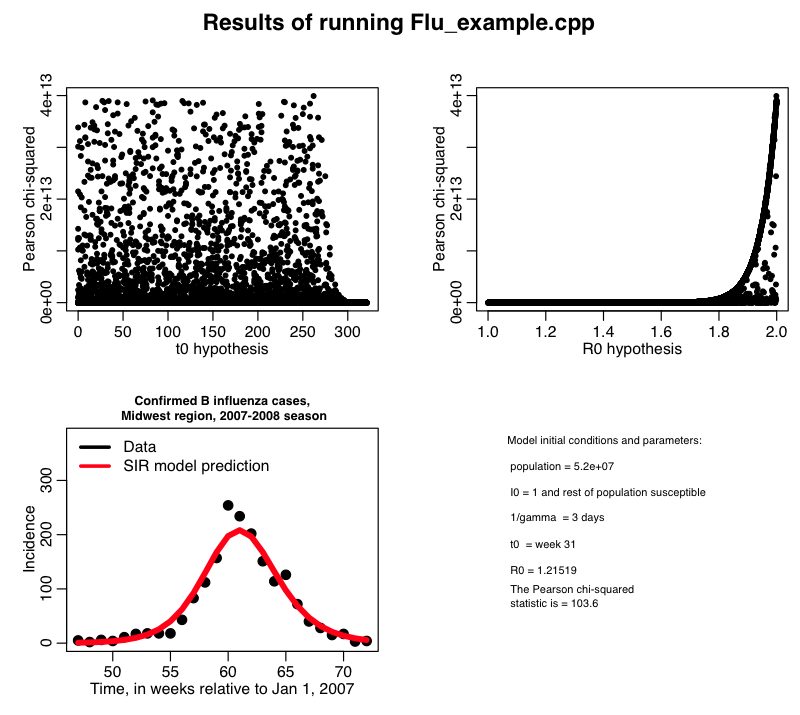 Results of running Flu_example.cpp
Pearson chi-squared
0e+00 2e+13 4e+13
0 50 100 150 200 250 300
t0 hypothesis
Pearson chi-squared
0e+00 2e+13 4e+13
1.0 1.2 1.4 1.6 1.8 2.0
R0 hypothesis
Confirmed B influenza cases,
Midwest region, 2007-2008 season
Data
SIR model prediction
Incidence
0 100 200 300
50 55 60 65 70
Time, in weeks relative to Jan 1, 2007
Model initial conditions and parameters:
population = 5.2e+07
I0 = 1 and rest of population susceptible
1/gamma = 3 days
t0 = week 31
R0 = 1.21519
The Pearson chi-squared
statistic is = 103.6